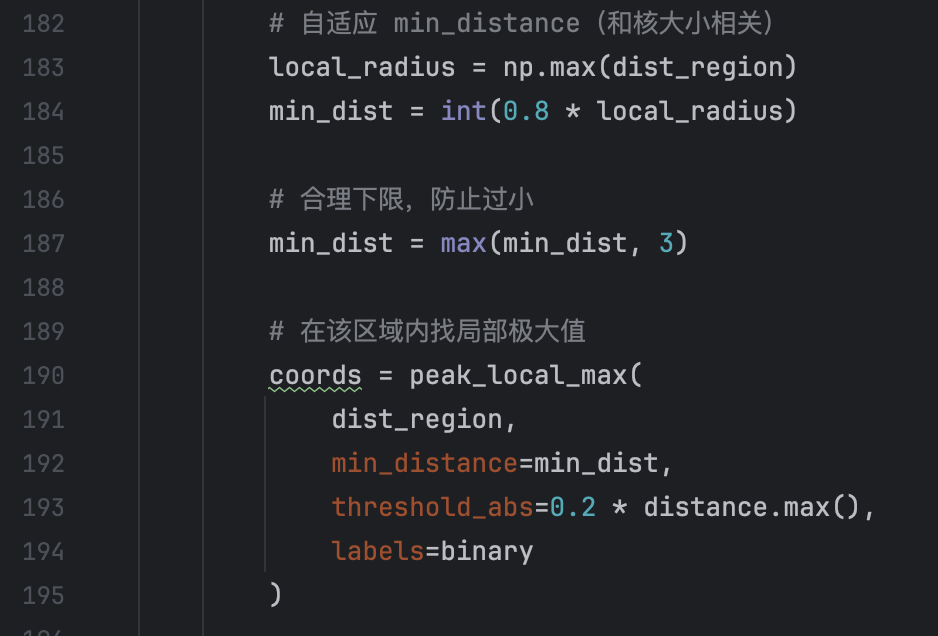 182 # 自适应 min_distance（和核大小相关）
183 local_radius = np.max(dist_region)
184 min_dist = int(0.8 * local_radius)
185
186 # 合理下限，防止过小
187 min_dist = max(min_dist, 3)
188
189 # 在该区域内找局部极大值
190 coords = peak_local_max(
191 dist_region,
192 min_distance=min_dist,
193 threshold_abs=0.2 * distance.max(),
194 labels=binary
195 )